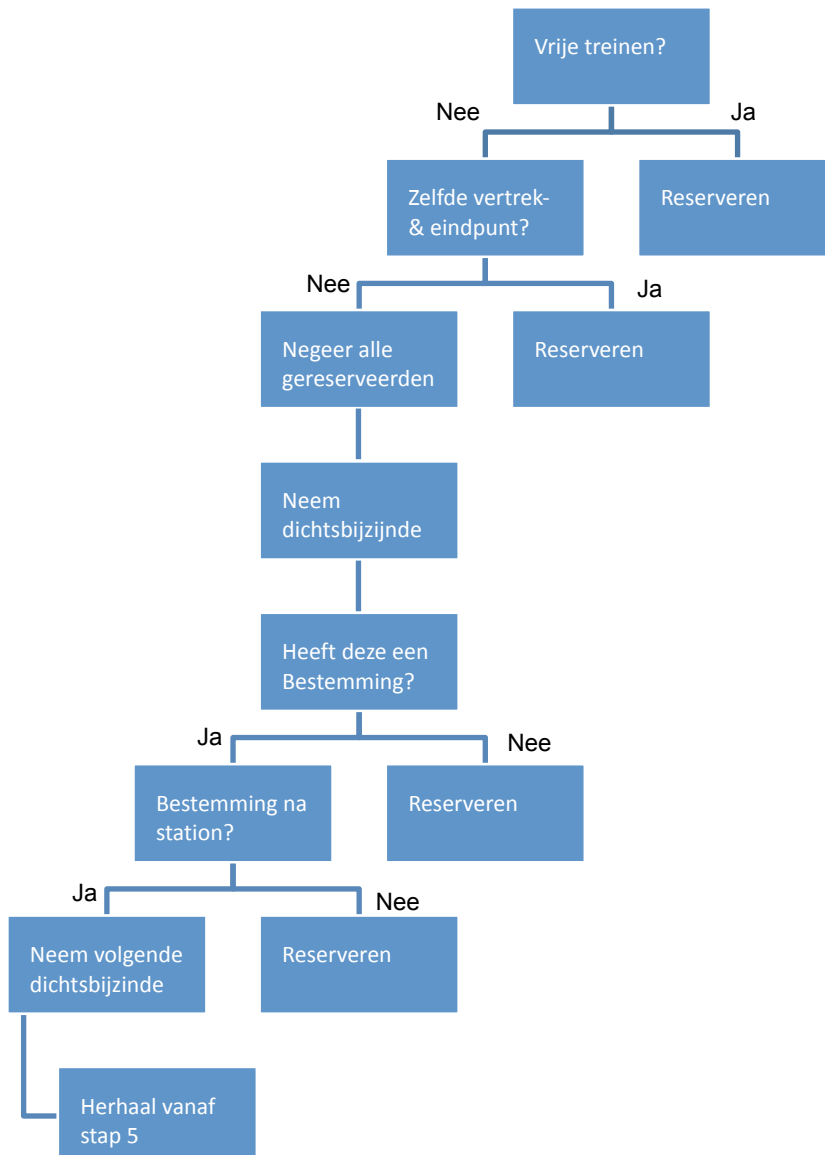 Vrije treinen?
Nee
Ja
Zelfde vertrek-
& eindpunt?
Reserveren
Nee
Ja
Negeer alle
gereserveerden
Reserveren
Neem
dichtsbijzijnde
Heeft deze een
Bestemming?
Ja
Nee
Bestemming na
station?
Reserveren
Ja
Nee
Neem volgende
dichtsbijzinde
Reserveren
Herhaal vanaf
stap 5